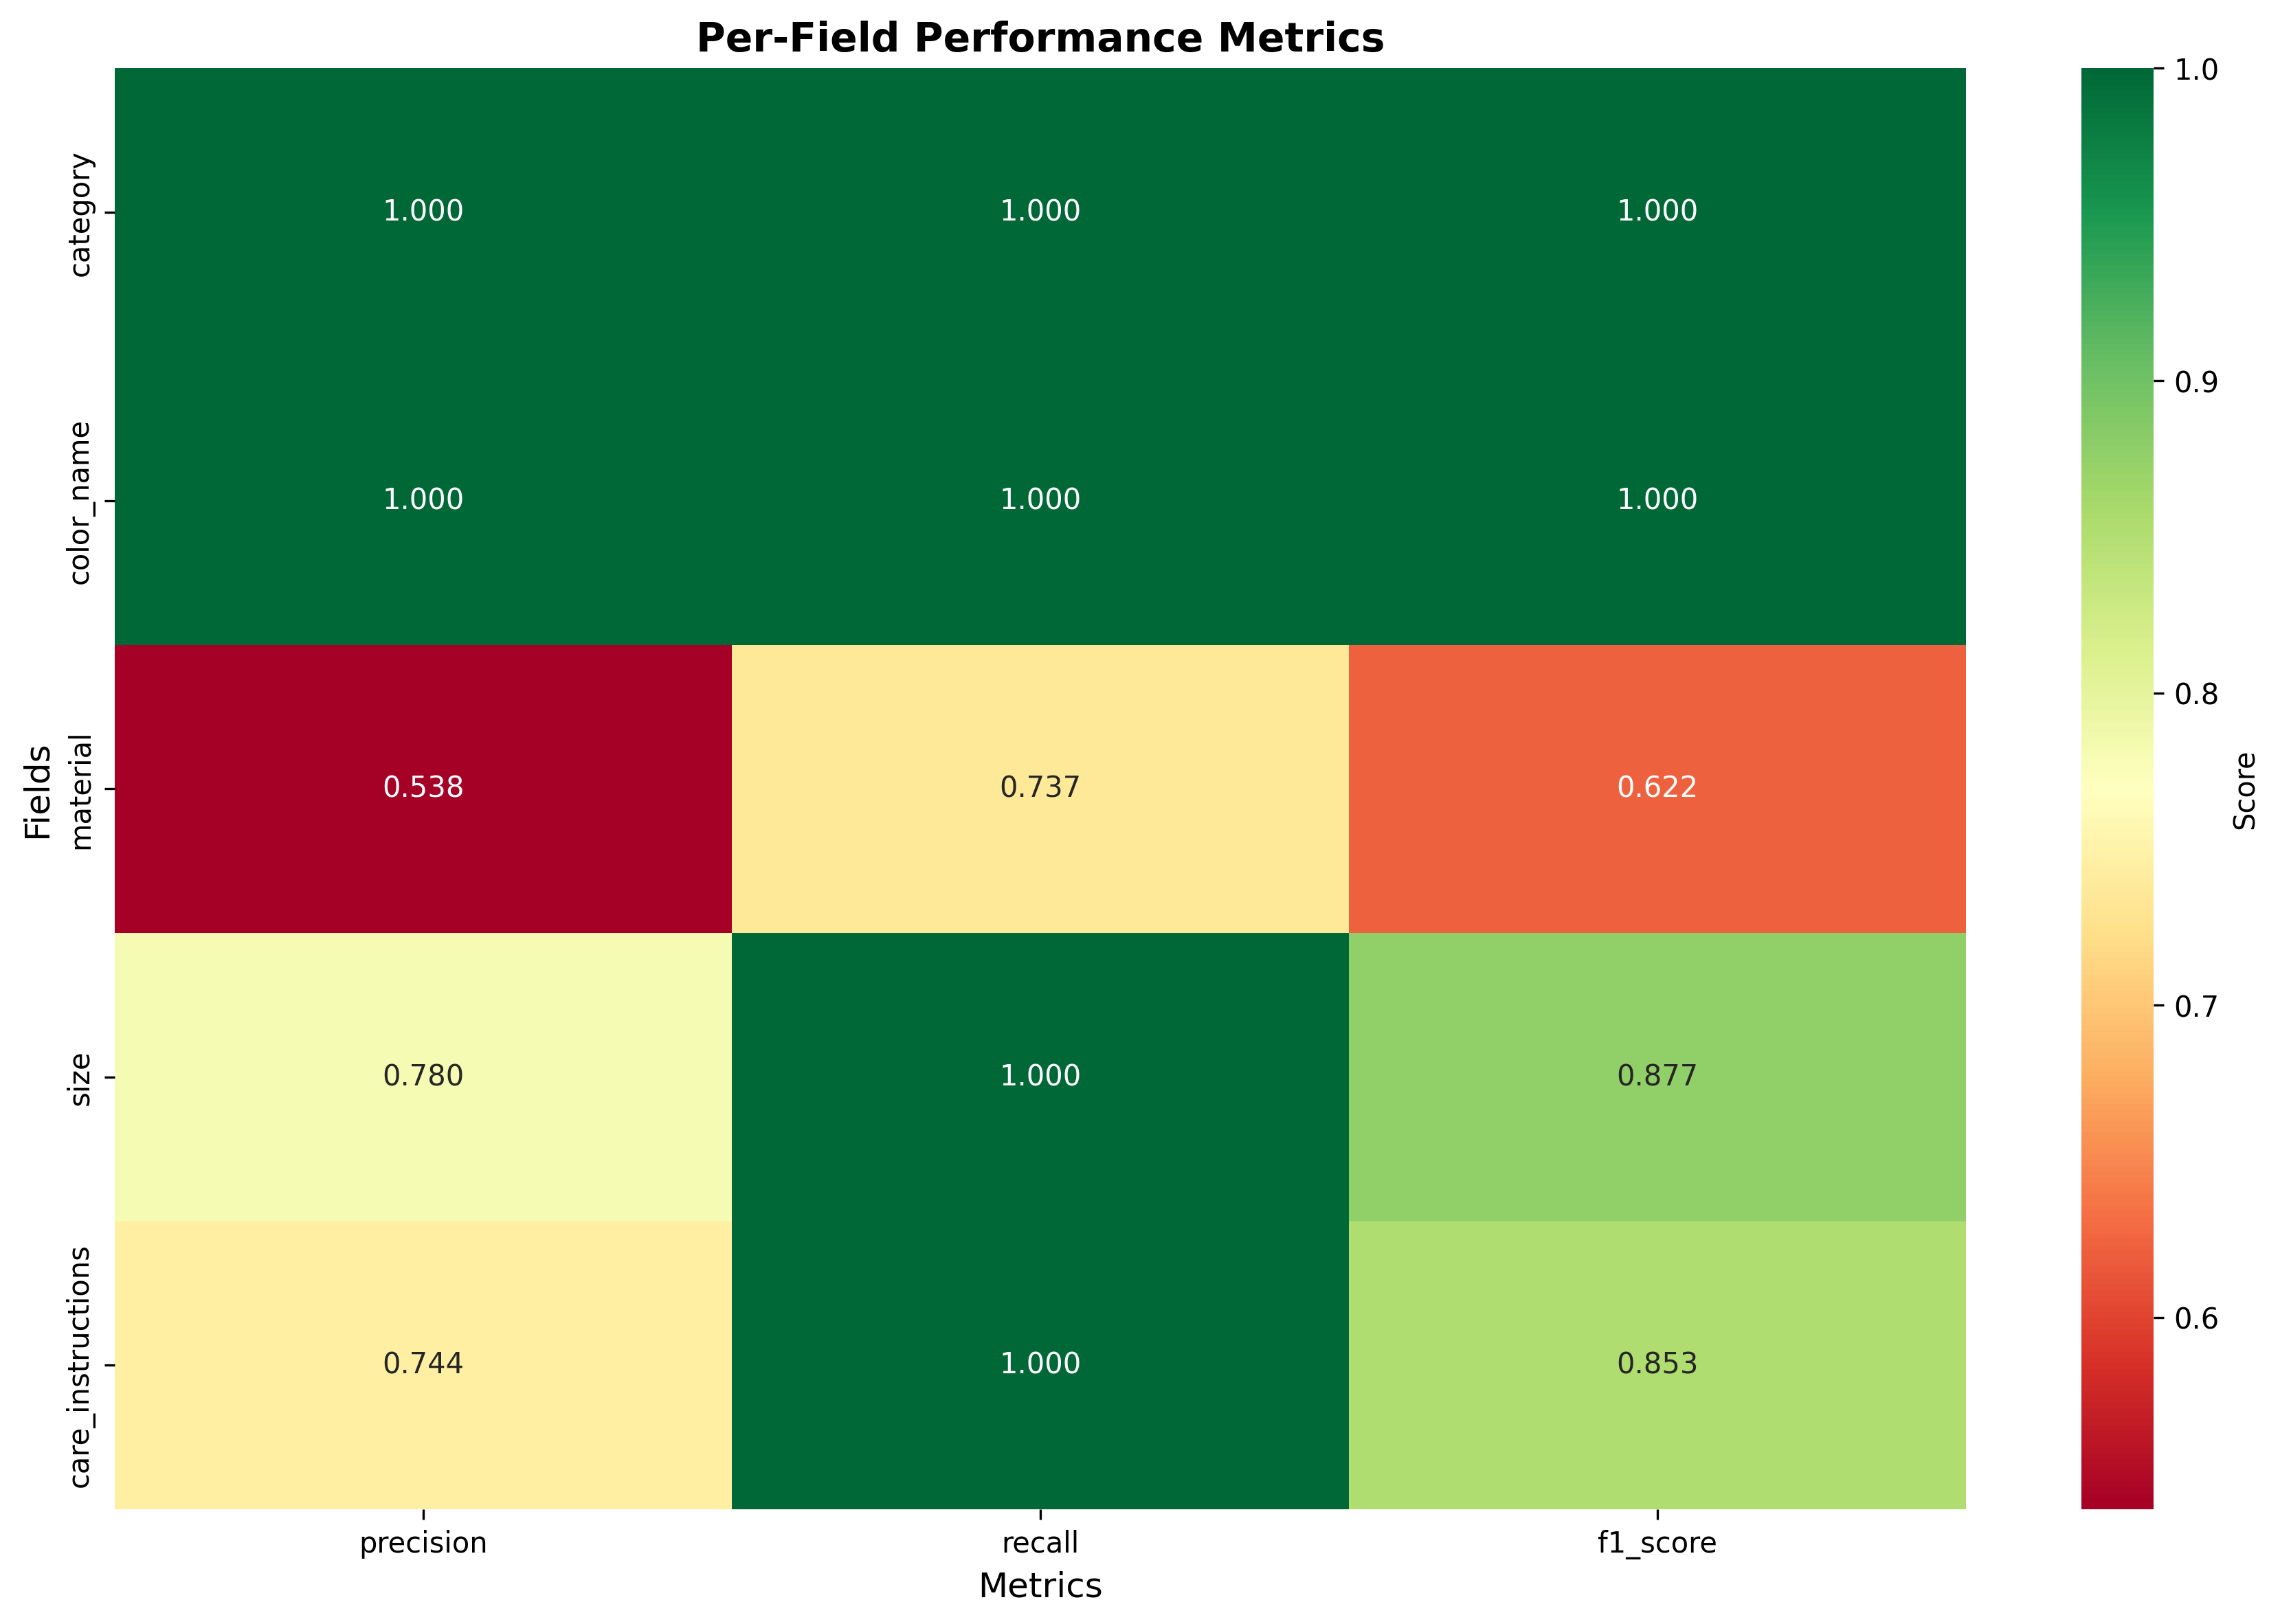 Per-Field Performance Metrics
Fields
category
1.000 1.000 1.000
color_name
1.000 1.000 1.000
material
0.538 0.737 0.622
size
0.780 1.000 0.877
care_instructions
0.744 1.000 0.853
precision recall f1_score
Metrics
1.0
0.9
0.8
0.7
0.6
Score